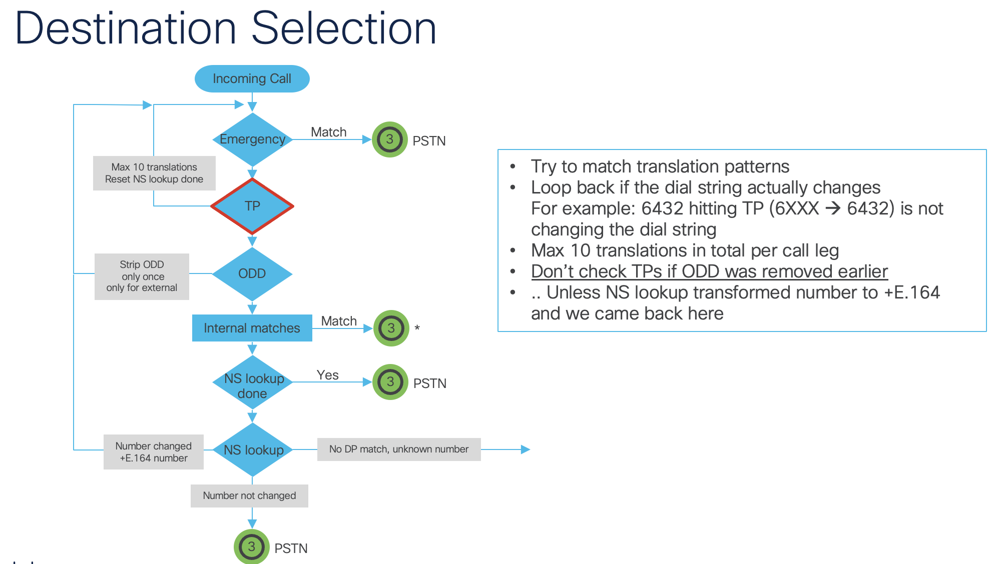 Destination Selection
Incoming Call
Emergency
Match
3
PSTN
Max 10 translations
Reset NS lookup done
TP
Strip ODD
only once
only for external
ODD
Internal matches
Match
3
*
NS lookup
done
Yes
3
PSTN
Number changed
+E.164 number
NS lookup
No DP match, unknown number
Number not changed
3
PSTN
• Try to match translation patterns
• Loop back if the dial string actually changes
For example: 6432 hitting TP (6XXX → 6432) is not
changing the dial string
• Max 10 translations in total per call leg
• Don’t check TPs if ODD was removed earlier
• .. Unless NS lookup transformed number to +E.164
and we came back here